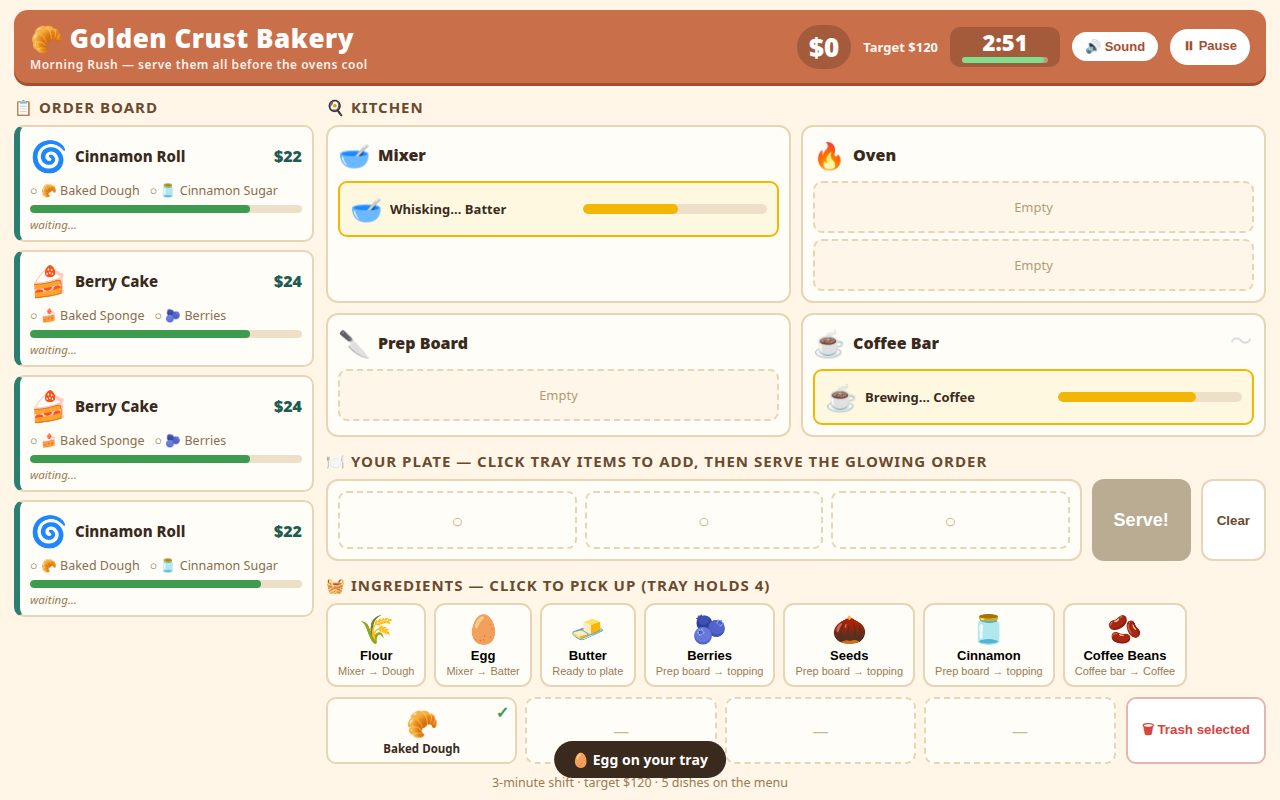 Golden Crust Bakery
Morning Rush — serve them all before the ovens cool
$0
Target $120
2:51
Sound
Pause
ORDER BOARD
Cinnamon Roll
$22
Baked Dough
Cinnamon Sugar
waiting...
Berry Cake
$24
Baked Sponge
Berries
waiting...
Berry Cake
$24
Baked Sponge
Berries
waiting...
Cinnamon Roll
$22
Baked Dough
Cinnamon Sugar
waiting...
KITCHEN
Mixer
Whisking... Batter
Oven
Empty
Empty
Prep Board
Empty
Coffee Bar
Brewing... Coffee
YOUR PLATE — CLICK TRAY ITEMS TO ADD, THEN SERVE THE GLOWING ORDER
Serve!
Clear
INGREDIENTS — CLICK TO PICK UP (TRAY HOLDS 4)
Flour
Mixer → Dough
Egg
Mixer → Batter
Butter
Ready to plate
Berries
Prep board → topping
Seeds
Prep board → topping
Cinnamon
Prep board → topping
Coffee Beans
Coffee bar → Coffee
Baked Dough
—
—
—
Trash selected
Egg on your tray
3-minute shift · target $120 · 5 dishes on the menu